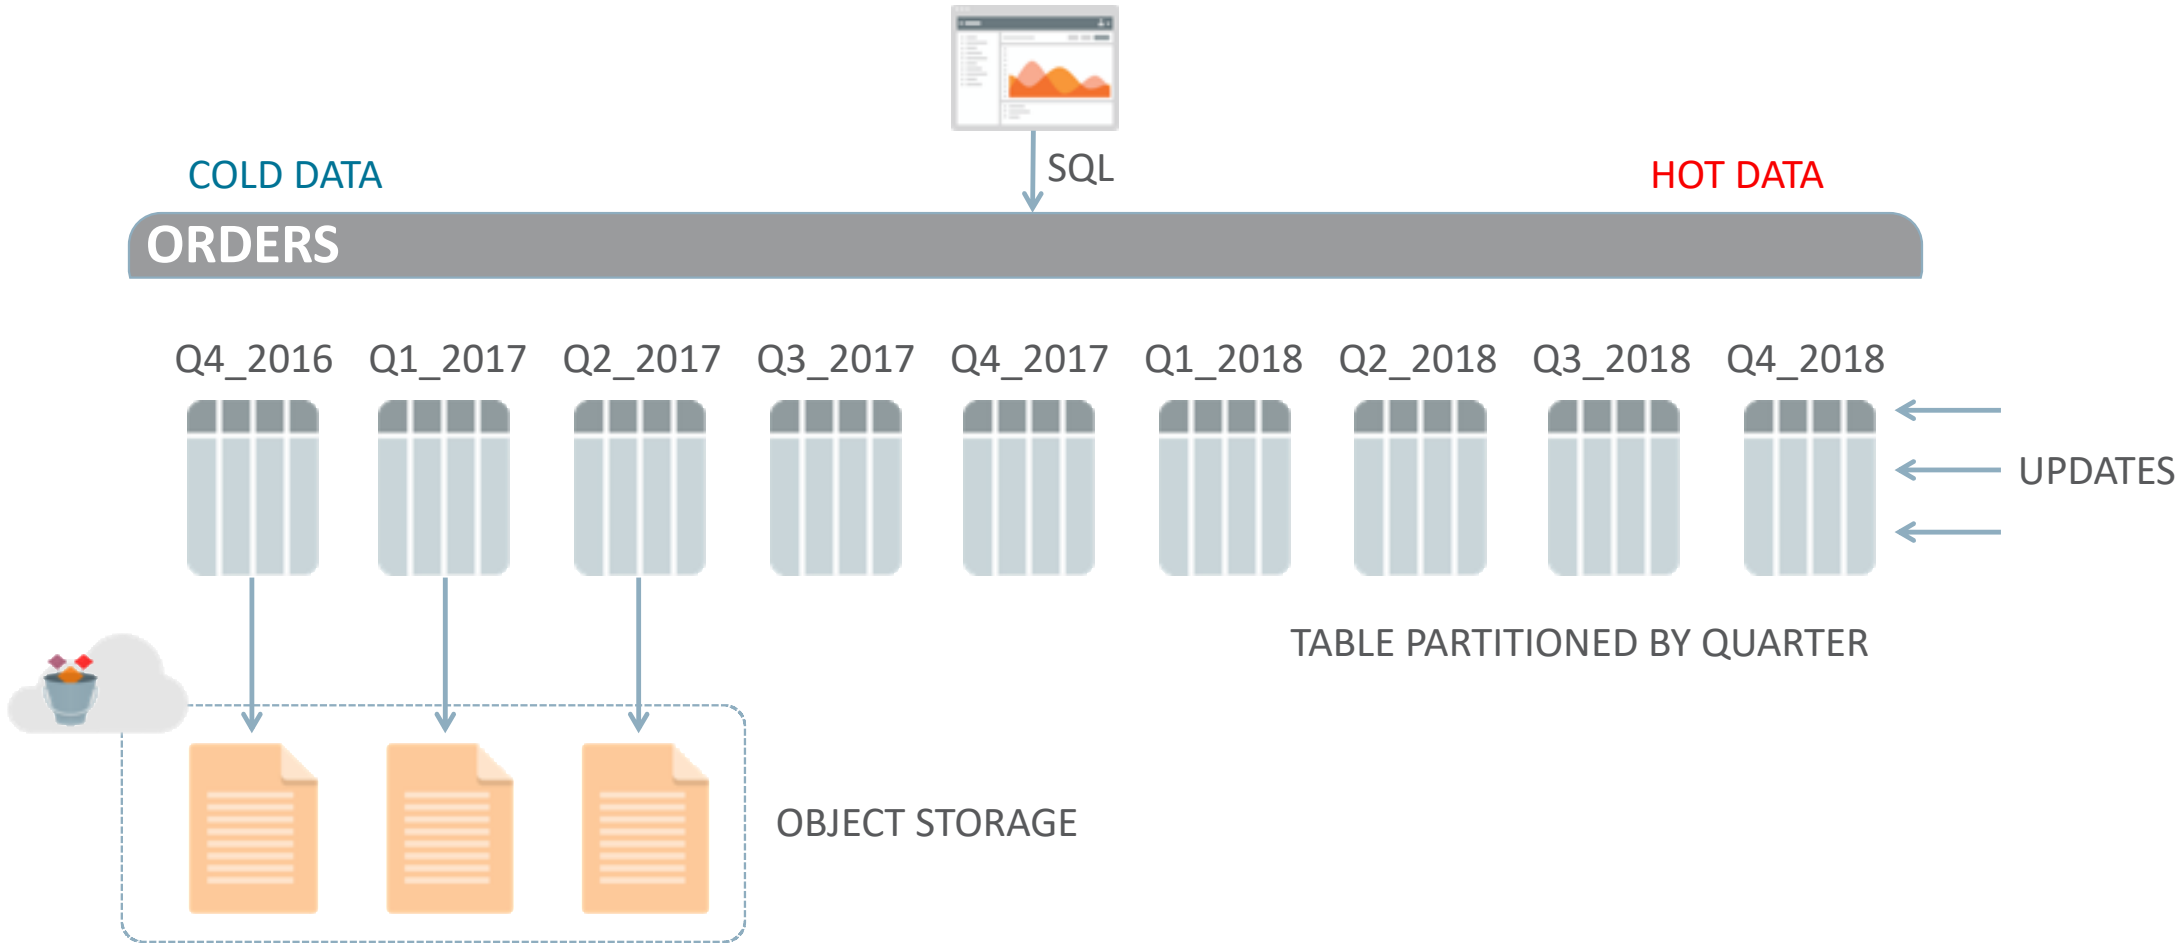 SQL
COLD DATA
HOT DATA
ORDERS
Q4_2016 Q1_2017 Q2_2017 Q3_2017 Q4_2017 Q1_2018 Q2_2018 Q3_2018 Q4_2018
UPDATES
TABLE PARTITIONED BY QUARTER
OBJECT STORAGE